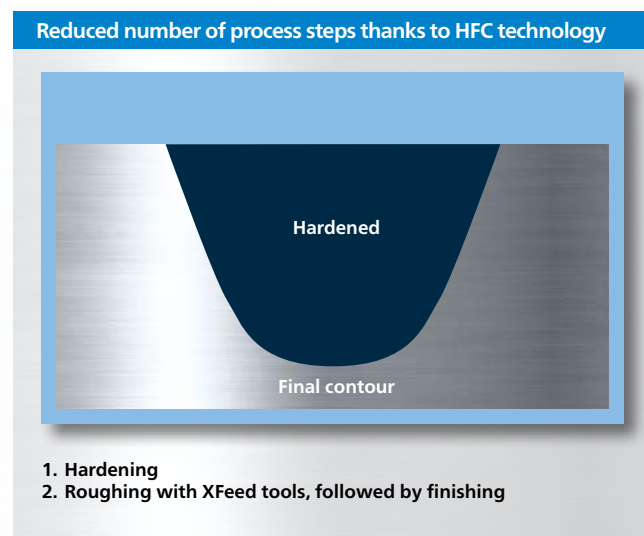 Reduced number of process steps thanks to HFC technology
Hardened
Final contour
1. Hardening
2. Roughing with XFeed tools, followed by finishing